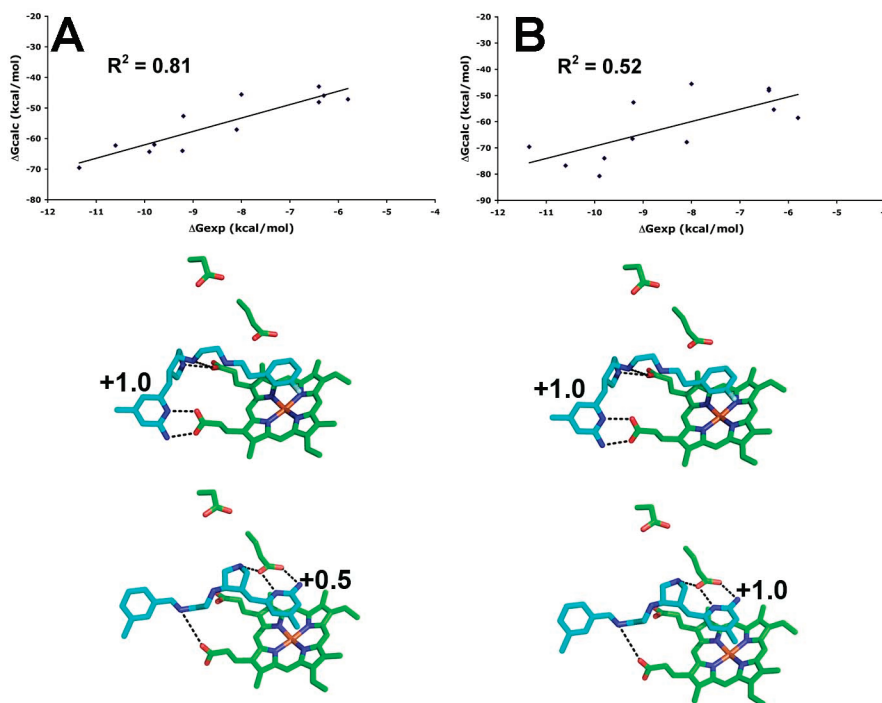 A
R² = 0.81
ΔGcalc (kcal/mol)
-20
-30
-40
-50
-60
-70
-80
-12 -11 -10 -9 -8 -7 -6 -5 -4
ΔGexp (kcal/mol)
B
R² = 0.52
ΔGcalc (kcal/mol)
-20
-30
-40
-50
-60
-70
-80
-90
-12 -11 -10 -9 -8 -7 -6 -5
ΔGexp (kcal/mol)
+1.0
+1.0
+0.5
+1.0